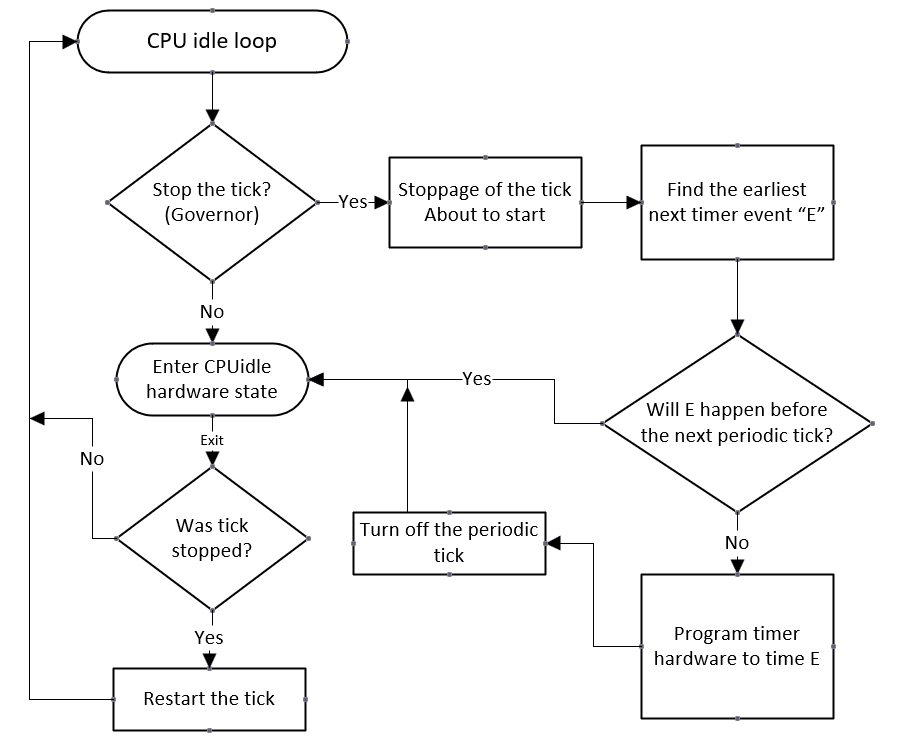 CPU idle loop
Stop the tick?
(Governor)
Yes
Stoppage of the tick
About to start
Find the earliest
next timer event “E”
No
Enter CPUidle
hardware state
Yes
Will E happen before
the next periodic tick?
Exit
No
Was tick
stopped?
Turn off the periodic
tick
No
Yes
Program timer
hardware to time E
Restart the tick